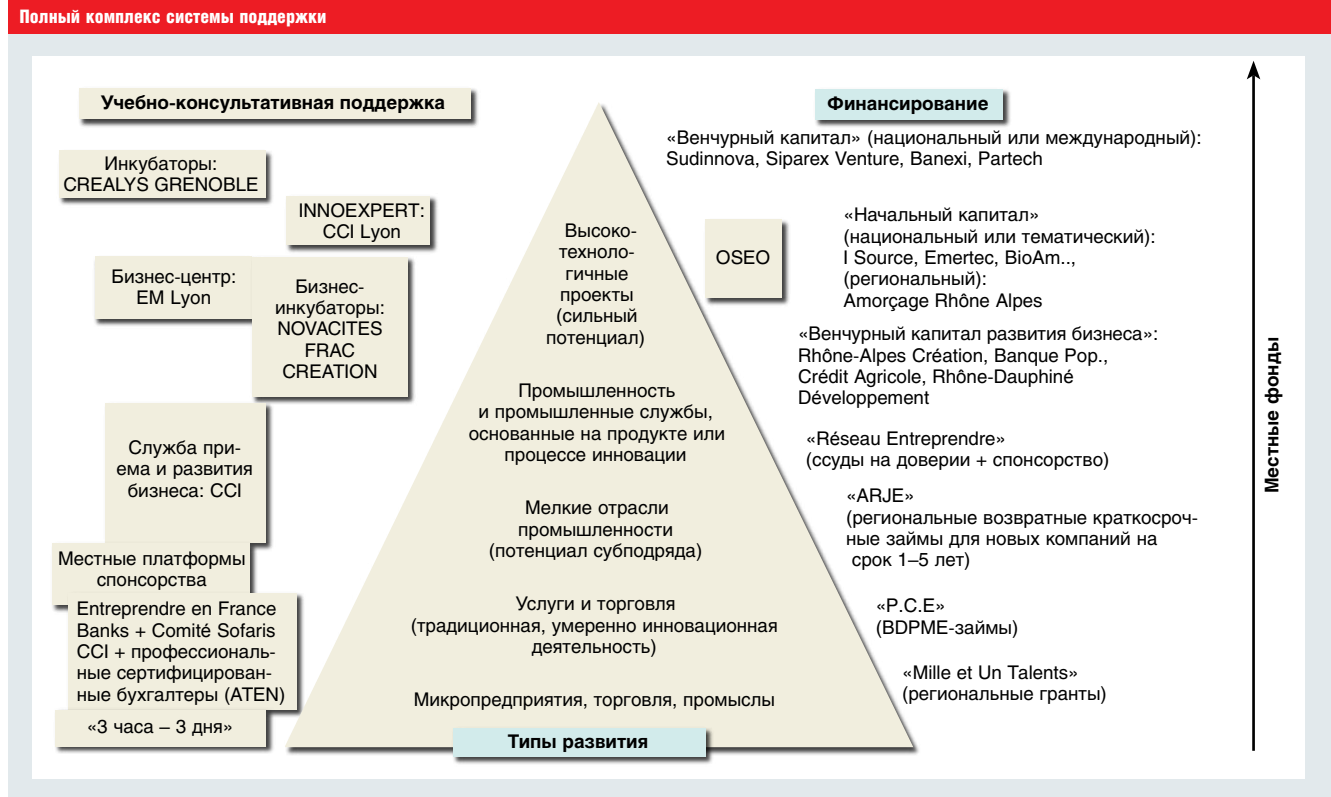 Полный комплекс системы поддержки
Учебно-консультативная поддержка
Инкубаторы:
CREALYS GRENOBLE
INNOEXPERT:
CCI Lyon
Бизнес-центр:
EM Lyon
Бизнес-
инкубаторы:
NOVACITES
FRAC
CREATION
Служба при-
ема и развития
бизнеса: CCI
Местные платформы
спонсорства
Entreprendre en France
Banks + Comité Sofaris
CCI + профессиональ-
ные сертифицирован-
ные бухгалтеры (ATEN)
«3 часа – 3 дня»
Высоко-
техноло-
гичные
проекты
(сильный
потенциал)
Промышленность
и промышленные службы,
основанные на продукте или
процессе инновации
Мелкие отрасли
промышленности
(потенциал субподряда)
Услуги и торговля
(традиционная, умеренно инновационная
деятельность)
Микропредприятия, торговля, промыслы
Типы развития
Финансирование
«Венчурный капитал» (национальный или международный):
Sudinnova, Siparex Venture, Banexi, Partech
OSEO
«Начальный капитал»
(национальный или тематический):
I Source, Emertec, BioAm..,
(региональный):
Amorçage Rhône Alpes
«Венчурный капитал развития бизнеса»:
Rhône-Alpes Création, Banque Pop.,
Crédit Agricole, Rhône-Dauphiné
Développement
«Réseau Entreprendre»
(ссуды на доверии + спонсорство)
«ARJE»
(региональные возвратные краткосроч-
ные займы для новых компаний на
срок 1–5 лет)
«P.C.E»
(BDPME-займы)
«Mille et Un Talents»
(региональные гранты)
Местные фонды